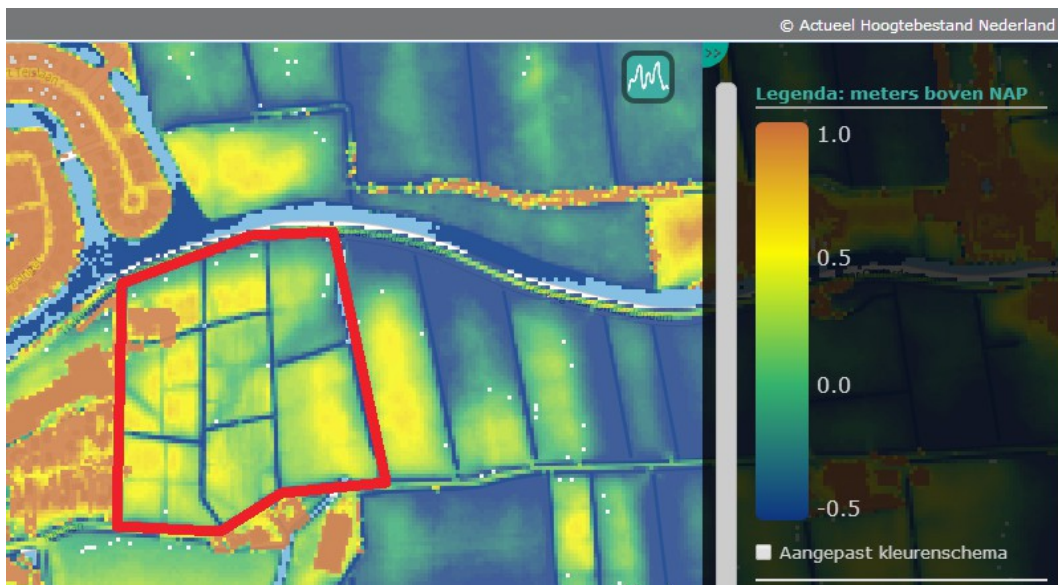 © Actueel Hoogtebestand Nederland
>>
Legenda: meters boven NAP
1.0
0.5
0.0
-0.5
Aangepast kleurenschema